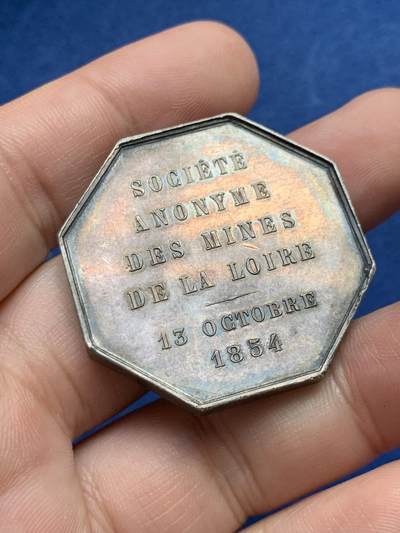 SOCIÉTÉ
ANONYME
DES MINES
DE LA LOIRE
13 OCTOBRE
1854